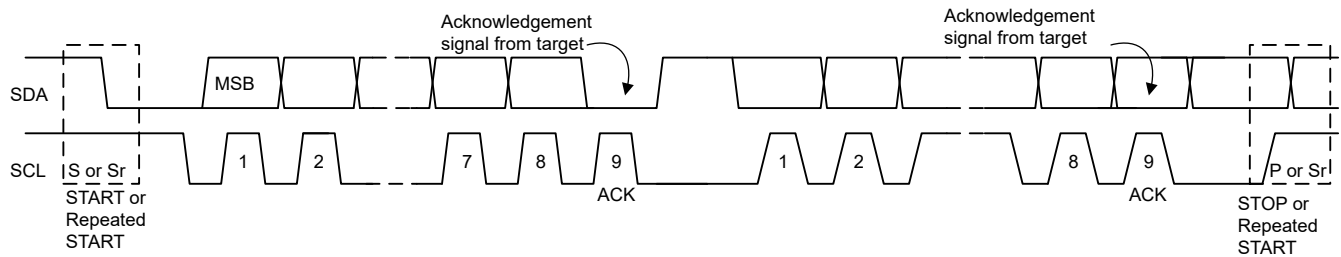 Acknowledgement
signal from target
Acknowledgement
signal from target
SDA
MSB
SCL
S or Sr
1
2
7
8
9
1
2
8
9
P or Sr
ACK
ACK
START or
Repeated
START
STOP or
Repeated
START